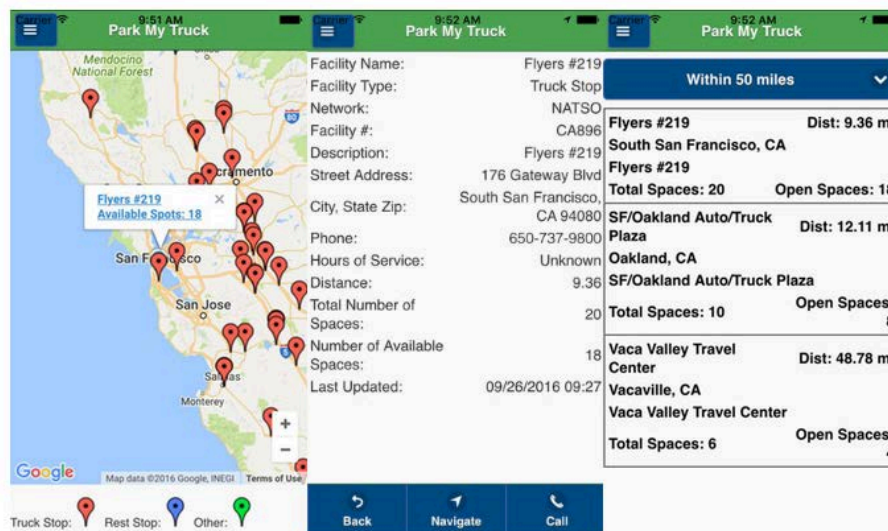 Carrier 9:51 AM
Park My Truck
Mendocino
National Forest
80
Sacramento
Flyers #219 ×
Available Spots: 18
San Francisco
San Jose
5
Salinas
Monterey
+
−
Google
Map data ©2016 Google, INEGI Terms of Use
Truck Stop: Rest Stop: Other:
Carrier 9:52 AM
Park My Truck
Facility Name: Flyers #219
Facility Type: Truck Stop
Network: NATSO
Facility #: CA896
Description: Flyers #219
Street Address: 176 Gateway Blvd
City, State Zip: South San Francisco,
CA 94080
Phone: 650-737-9800
Hours of Service: Unknown
Distance: 9.36
Total Number of
Spaces: 20
Number of Available
Spaces: 18
Last Updated: 09/26/2016 09:27
Back Navigate Call
Carrier 9:52 AM
Park My Truck
Within 50 miles
Flyers #219 Dist: 9.36 m
South San Francisco, CA
Flyers #219
Total Spaces: 20 Open Spaces: 18
SF/Oakland Auto/Truck
Plaza Dist: 12.11 m
Oakland, CA
SF/Oakland Auto/Truck Plaza
Total Spaces: 10 Open Spaces
Vaca Valley Travel
Center Dist: 48.78 m
Vacaville, CA
Vaca Valley Travel Center
Total Spaces: 6 Open Spaces